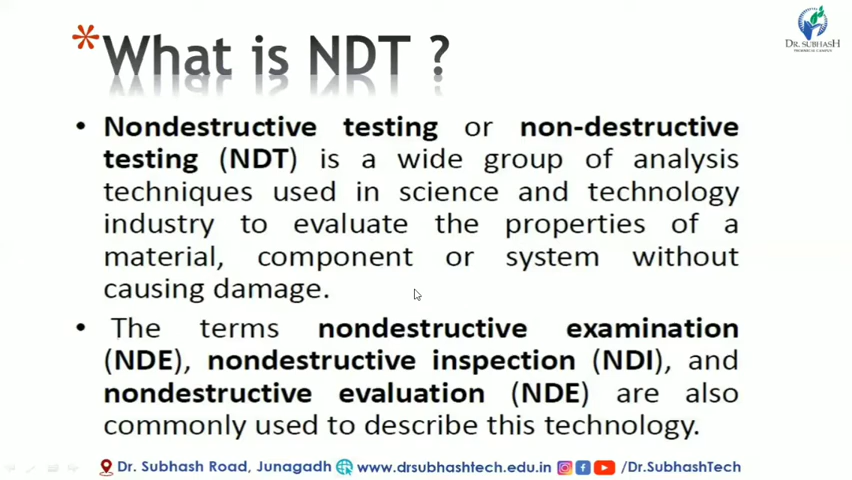 * What is NDT ?
DR. SUBHASH
• Nondestructive testing or non-destructive
testing (NDT) is a wide group of analysis
techniques used in science and technology
industry to evaluate the properties of a
material, component or system without
causing damage.
• The terms nondestructive examination
(NDE), nondestructive inspection (NDI), and
nondestructive evaluation (NDE) are also
commonly used to describe this technology.
Dr. Subhash Road, Junagadh www.drsubhashtech.edu.in /Dr.SubhashTech